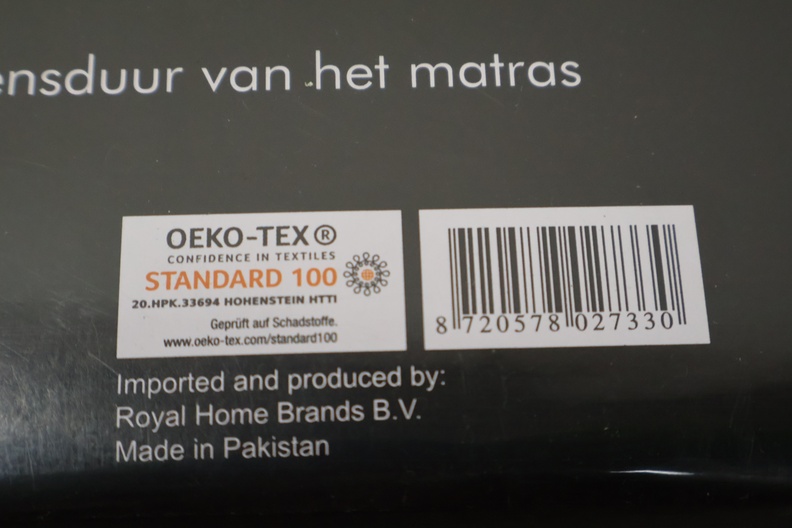 van het matras
OEKO-TEX®
CONFIDENCE IN TEXTILES
STANDARD 100
20.HPK.33694 HOHENSTEIN HTTI
Geprüft auf Schadstoffe.
www.oeko-tex.com/standard100
8 720578 027330
Imported and produced by:
Royal Home Brands B.V.
Made in Pakistan